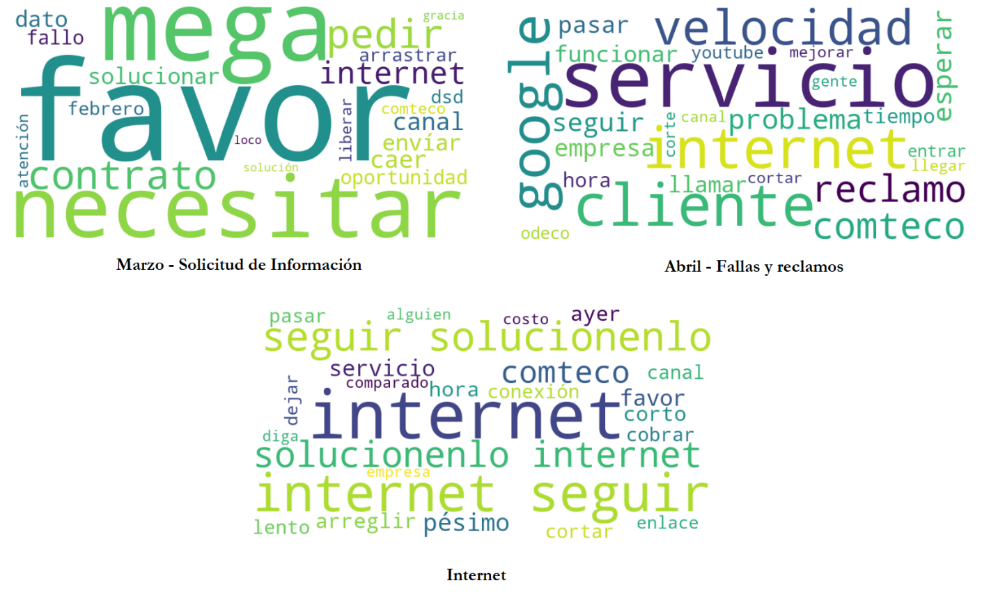 dato
fallo
mega
gracia
pedir
arrastrar
solucionar
internet
favor
febrero
dsd
comteco
canal
liberar
atención
loco
envíar
caer
solución
contrato
oportunidad
necesitar
Marzo - Solicitud de Información
google
pasar
velocidad
funcionar
youtube
mejorar
esperar
servicio
gente
seguir
corte
canal
problema
tiempo
empresa
internet
entrar
llegar
hora
llamar
cortar
reclamo
cliente
comteco
odeco
Abril - Fallas y reclamos
pasar
alguien
costo
ayer
seguir solucionenlo
servicio
comteco
canal
comparado
hora
conexión
favor
dejar
internet
corto
diga
cobrar
solucionenlo internet
empresa
internet seguir
lento
arreglir
pésimo
cortar
enlace
Internet